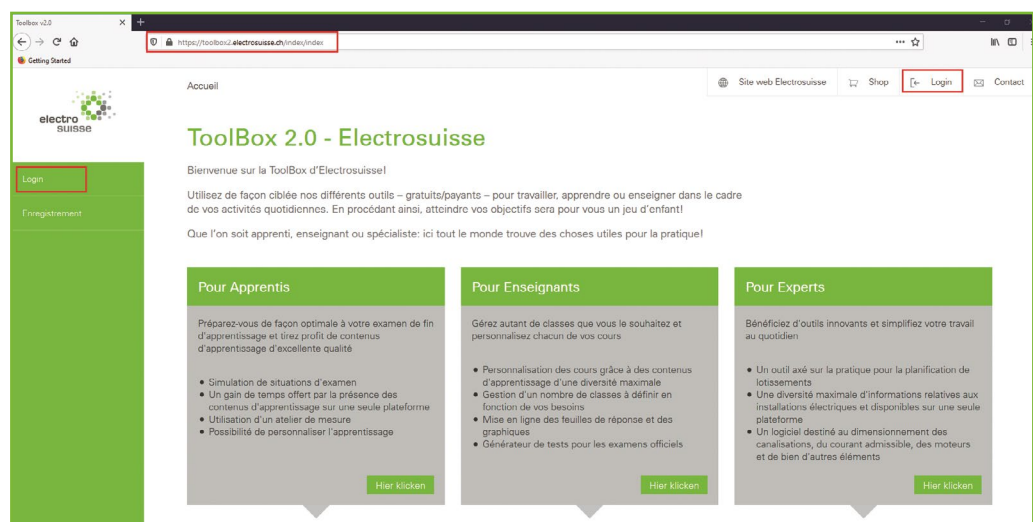 Toolbox v2.0
https://toolbox2.electrosuisse.ch/index/index
Getting Started
electro
suisse
Accueil
Site web Electrosuisse
Shop
Login
Contact
Login
Enregistrement
ToolBox 2.0 - Electrosuisse
Bienvenue sur la ToolBox d'Electrosuisse!
Utilisez de façon ciblée nos différents outils – gratuits/payants – pour travailler, apprendre ou enseigner dans le cadre
de vos activités quotidiennes. En procédant ainsi, atteindre vos objectifs sera pour vous un jeu d'enfant!
Que l'on soit apprenti, enseignant ou spécialiste: ici tout le monde trouve des choses utiles pour la pratique!
Pour Apprentis
Préparez-vous de façon optimale à votre examen de fin
d'apprentissage et tirez profit de contenus
d'apprentissage d'excellente qualité
• Simulation de situations d'examen
• Un gain de temps offert par la présence des
contenus d'apprentissage sur une seule plateforme
• Utilisation d'un atelier de mesure
• Possibilité de personnaliser l'apprentissage
Hier klicken
Pour Enseignants
Gérez autant de classes que vous le souhaitez et
personnalisez chacun de vos cours
• Personnalisation des cours grâce à des contenus
d'apprentissage d'une diversité maximale
• Gestion d'un nombre de classes à définir en
fonction de vos besoins
• Mise en ligne des feuilles de réponse et des
graphiques
• Générateur de tests pour les examens officiels
Hier klicken
Pour Experts
Bénéficiez d'outils innovants et simplifiez votre travail
au quotidien
• Un outil axé sur la pratique pour la planification de
lotissements
• Une diversité maximale d'informations relatives aux
installations électriques et disponibles sur une seule
plateforme
• Un logiciel destiné au dimensionnement des
canalisations, du courant admissible, des moteurs
et de bien d'autres éléments
Hier klicken